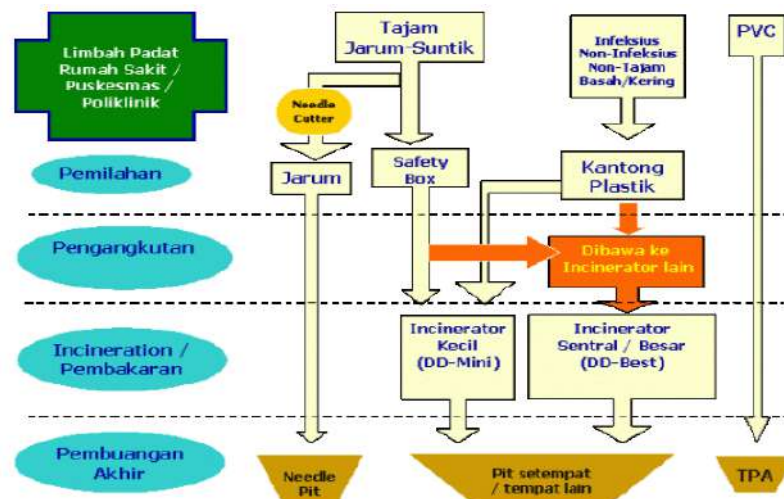 Limbah Padat
Rumah Sakit /
Puskesmas /
Poliklinik
Tajam
Jarum-Suntik
Infeksius
Non-Infeksius
Non-Tajam
Basah/Kering
PVC
Needle
Cutter
Pemilahan
Jarum
Safety
Box
Kantong
Plastik
Pengangkutan
Dibawa ke
Incinerator lain
Incineration /
Pembakaran
Incinerator
Kecil
(DD-Mini)
Incinerator
Sentral / Besar
(DD-Best)
Pembuangan
Akhir
Needle
Pit
Pit setempat
/ tempat lain
TPA